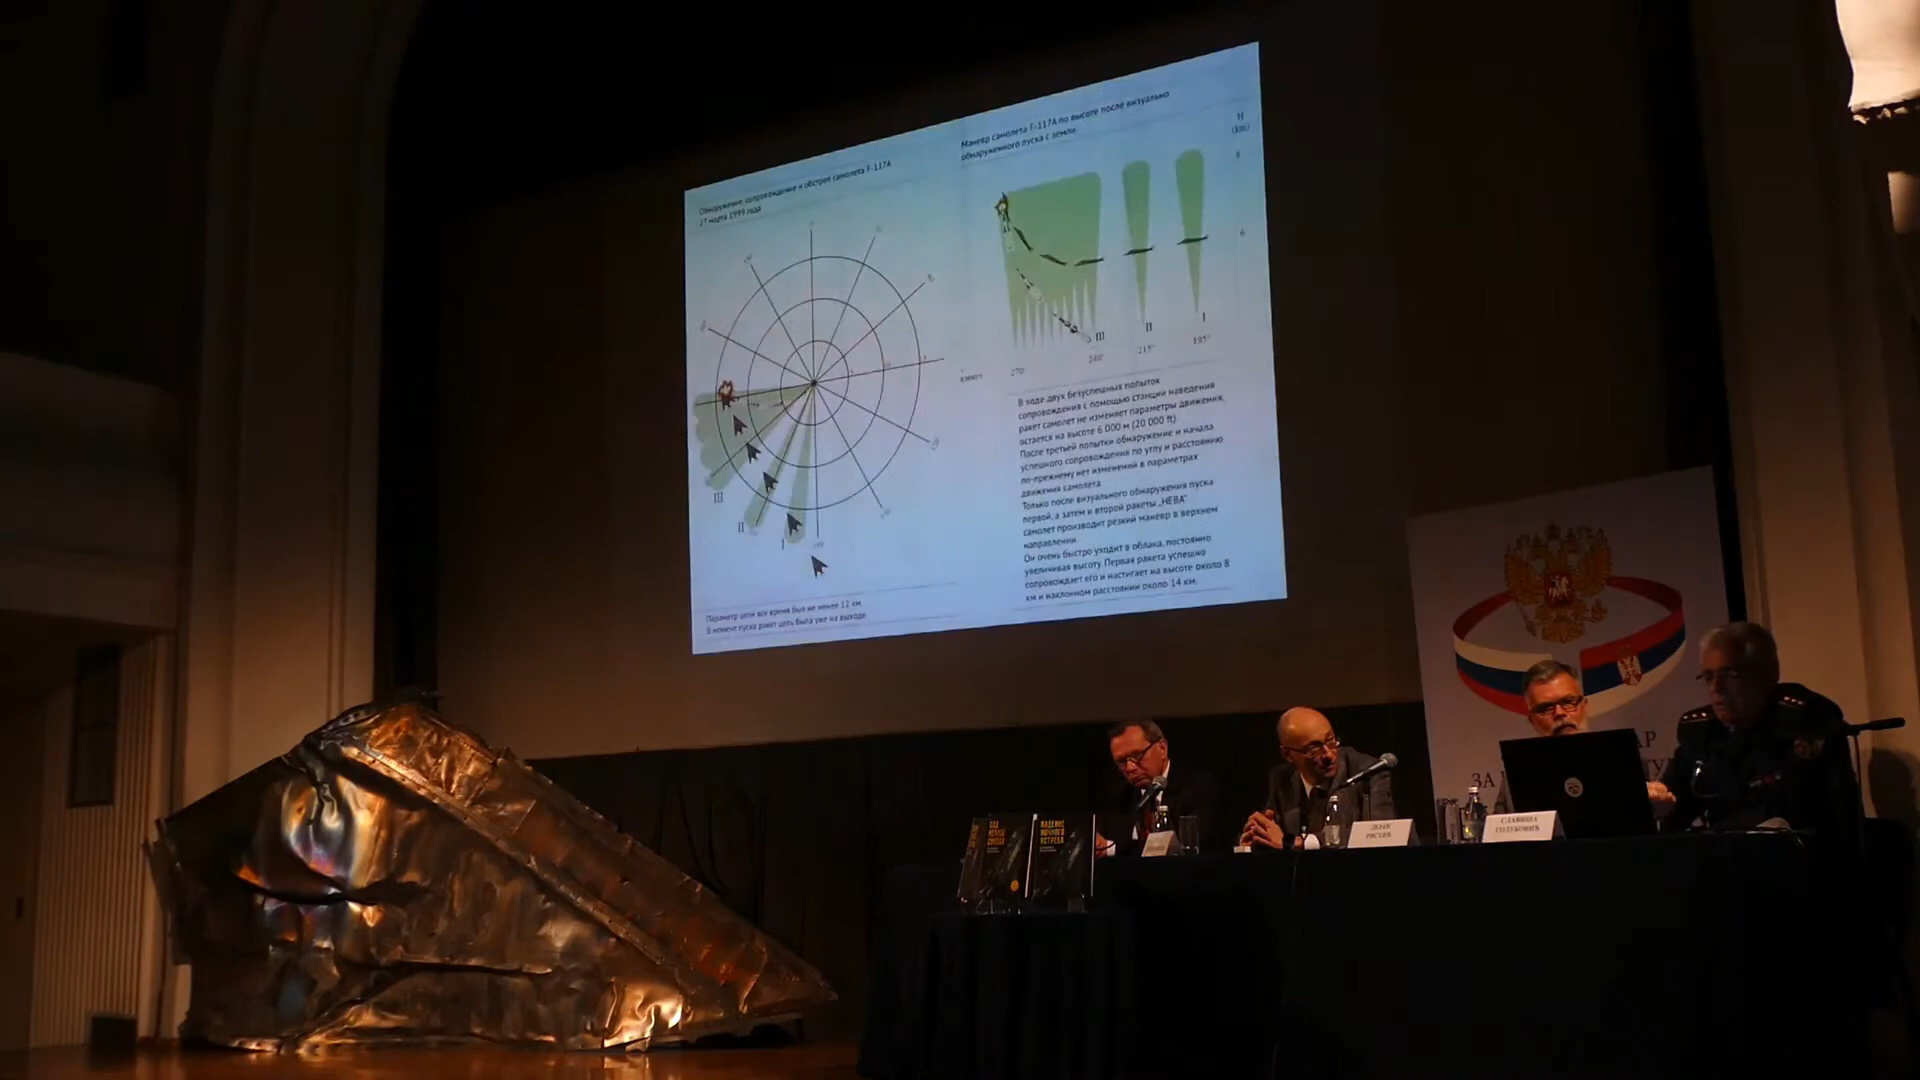 Обнаружение, сопровождение и обстрел самолета F-117A
27 марта 1999 года
Маневр самолета F-117A по высоте после визуально
обнаруженного пуска с земли
H
(km)
8
6
III
II
I
III
II
I
240°
215°
195°
270°
В ходе двух безуспешных попыток
сопровождения с помощью станции наведения
ракет самолет не изменяет параметры движения,
остается на высоте 6 000 м (20 000 ft)
После третьей попытки обнаружение и начала
успешного сопровождения по углу и расстоянию
по-прежнему нет изменений в параметрах
движения самолета
Только после визуального обнаружения пуска
первой, а затем и второй ракеты „НЕВА"
самолет производит резкий маневр в верхнем
направлении.
Он очень быстро уходит в облака, постоянно
увеличивая высоту. Первая ракета успешно
сопровождает его и настигает на высоте около 8
км и наклонном расстоянии около 14 км.
Параметр цели все время был не менее 12 км
В момент пуска ракет цель была уже на выходе
ЗА
ПАДЕНИЕ
НОЧНОГО
ЯСТРЕБА
СЛАВИША
ГОЛУБОВИЋ